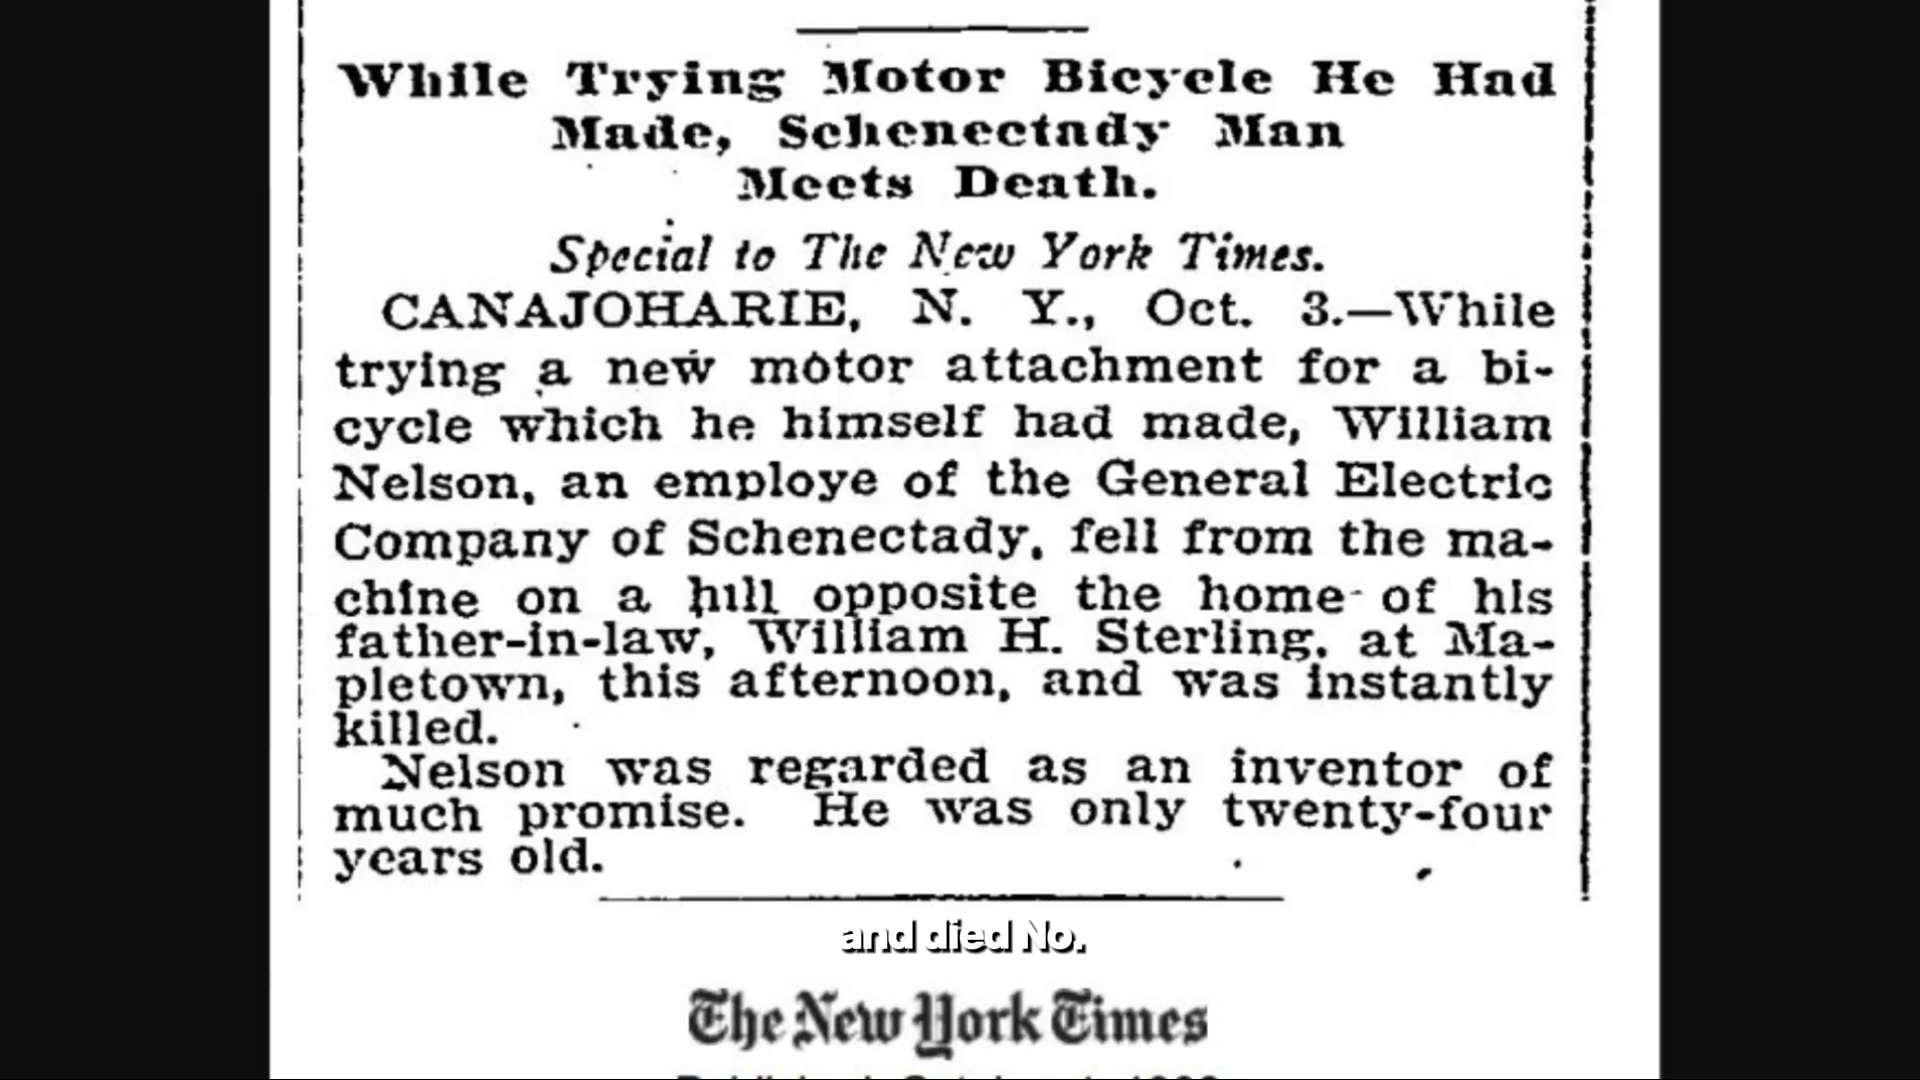 While Trying Motor Bicycle He Had
Made, Schenectady Man
Meets Death.
Special to The New York Times.
CANAJOHARIE, N. Y., Oct. 3.—While
trying a new motor attachment for a bi-
cycle which he himself had made, William
Nelson, an employe of the General Electric
Company of Schenectady, fell from the ma-
chine on a hill opposite the home of his
father-in-law, William H. Sterling, at Ma-
pletown, this afternoon, and was instantly
killed.
Nelson was regarded as an inventor of
much promise. He was only twenty-four
years old.
and died No.
The New York Times